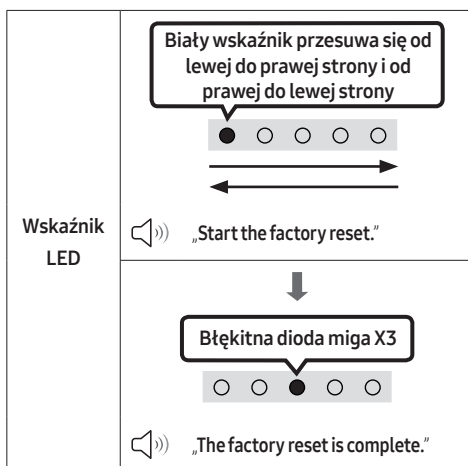 Wskaźnik
LED
Biały wskaźnik przesuwa się od
lewej do prawej strony i od
prawej do lewej strony
„Start the factory reset.”
Błękitna dioda miga X3
„The factory reset is complete.”